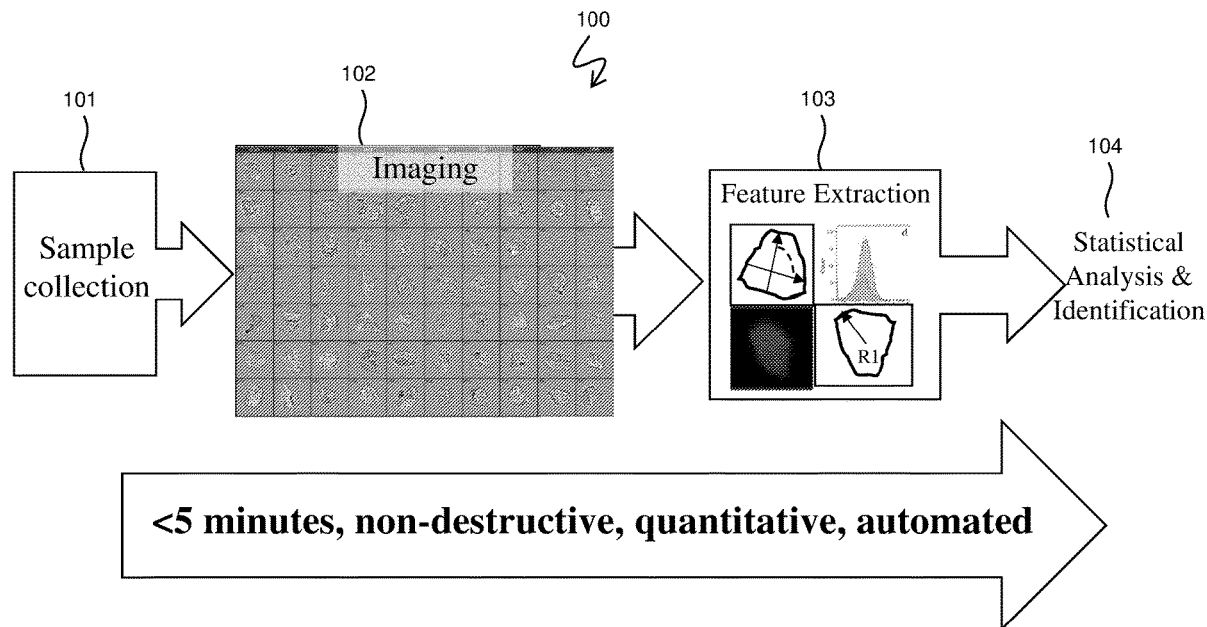 100
102
101
103
104
Imaging
Feature Extraction
Sample
collection
Statistical
Analysis &
Identification
R1
<5 minutes, non-destructive, quantitative, automated